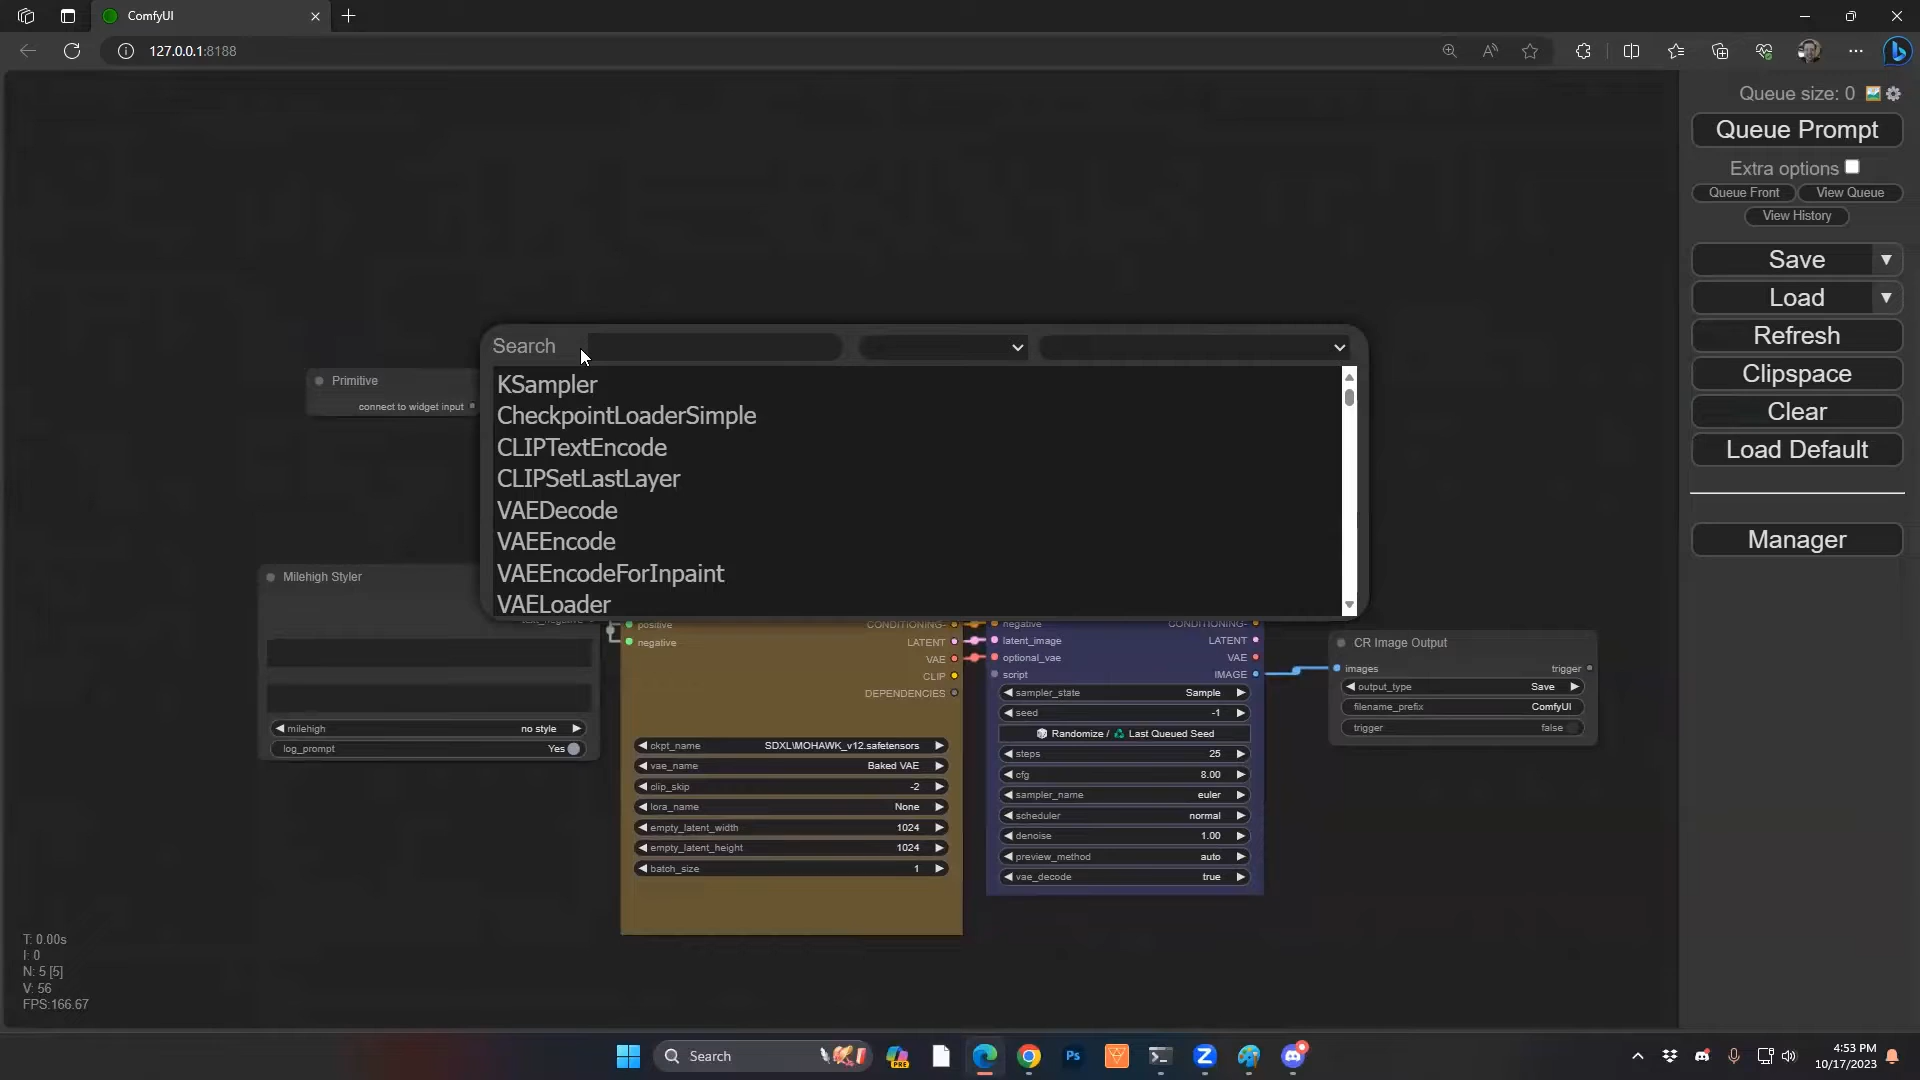 ComfyUI
127.0.0.1:8188
Queue size: 0
Queue Prompt
Extra options
Queue Front
View Queue
View History
Save ▼
Load ▼
Refresh
Clipspace
Clear
Load Default
Manager
Search
KSampler
CheckpointLoaderSimple
CLIPTextEncode
CLIPSetLastLayer
VAEDecode
VAEEncode
VAEEncodeForInpaint
VAELoader
Primitive
connect to widget input
Milehigh Styler
text_negative
milehigh no style
log_prompt Yes
positive CONDITIONING-
negative LATENT
VAE
CLIP
DEPENDENCIES
ckpt_name SDXL\MOHAWK_v12.safetensors
vae_name Baked VAE
clip_skip -2
lora_name None
empty_latent_width 1024
empty_latent_height 1024
batch_size 1
negative CONDITIONING-
latent_image LATENT
optional_vae VAE
script IMAGE
sampler_state Sample
seed -1
Randomize / Last Queued Seed
steps 25
cfg 8.00
sampler_name euler
scheduler normal
denoise 1.00
preview_method auto
vae_decode true
CR Image Output
images trigger
output_type Save
filename_prefix ComfyUI
trigger false
T: 0.00s
I: 0
N: 5 [5]
V: 56
FPS:166.67
Search
PRE
Ps
Z
4:53 PM
10/17/2023